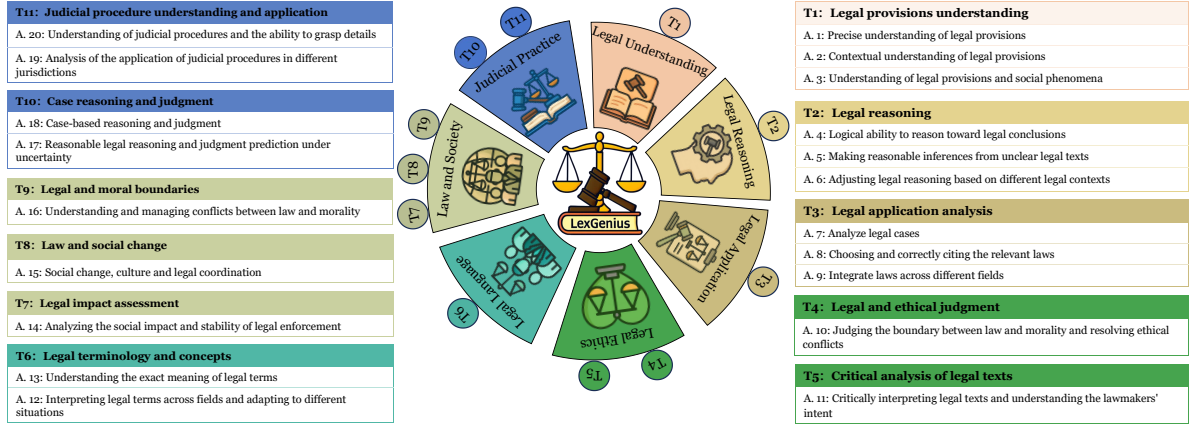 T11: Judicial procedure understanding and application
A. 20: Understanding of judicial procedures and the ability to grasp details
A. 19: Analysis of the application of judicial procedures in different
jurisdictions
T10: Case reasoning and judgment
A. 18: Case-based reasoning and judgment
A. 17: Reasonable legal reasoning and judgment prediction under
uncertainty
T9: Legal and moral boundaries
A. 16: Understanding and managing conflicts between law and morality
T8: Law and social change
A. 15: Social change, culture and legal coordination
T7: Legal impact assessment
A. 14: Analyzing the social impact and stability of legal enforcement
T6: Legal terminology and concepts
A. 13: Understanding the exact meaning of legal terms
A. 12: Interpreting legal terms across fields and adapting to different
situations
T11
T10
Judicial Practice
T1
Legal Understanding
T2
Legal Reasoning
T9
T8
T7
Law and Society
LexGenius
T3
Legal Application
T6
Legal Language
T5
T4
Legal Ethics
T1: Legal provisions understanding
A. 1: Precise understanding of legal provisions
A. 2: Contextual understanding of legal provisions
A. 3: Understanding of legal provisions and social phenomena
T2: Legal reasoning
A. 4: Logical ability to reason toward legal conclusions
A. 5: Making reasonable inferences from unclear legal texts
A. 6: Adjusting legal reasoning based on different legal contexts
T3: Legal application analysis
A. 7: Analyze legal cases
A. 8: Choosing and correctly citing the relevant laws
A. 9: Integrate laws across different fields
T4: Legal and ethical judgment
A. 10: Judging the boundary between law and morality and resolving ethical
conflicts
T5: Critical analysis of legal texts
A. 11: Critically interpreting legal texts and understanding the lawmakers'
intent